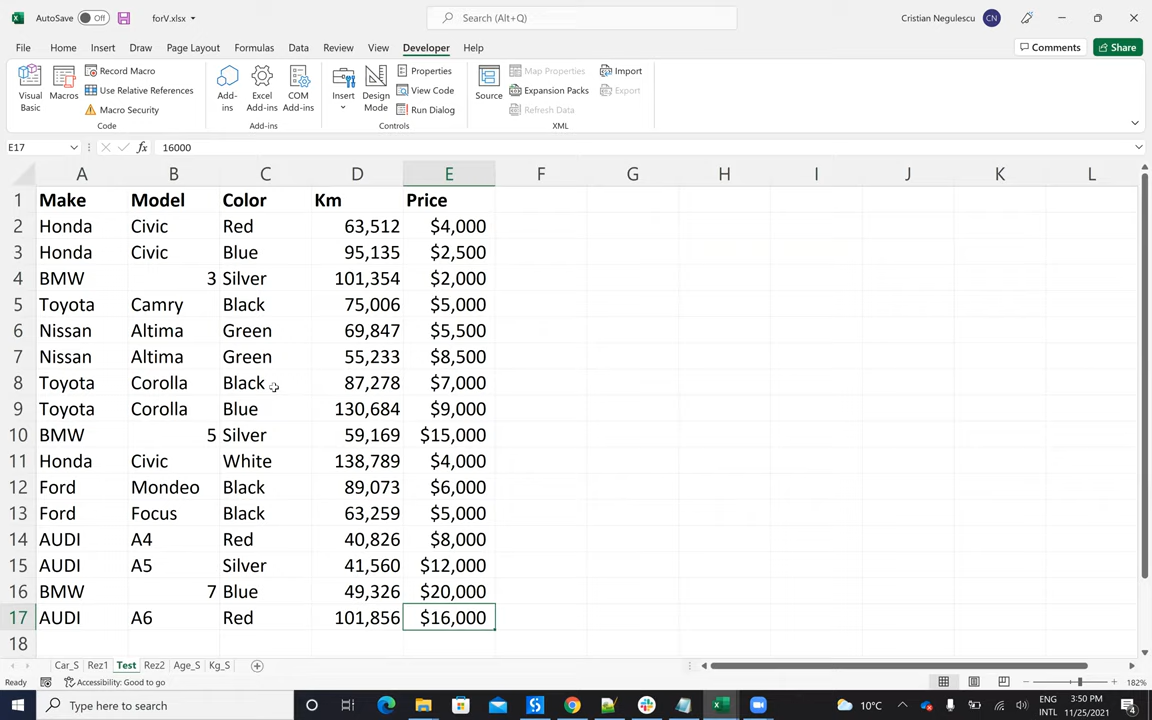 AutoSave Off forV.xlsx Search (Alt+Q) Cristian Negulescu CN
File Home Insert Draw Page Layout Formulas Data Review View Developer Help Comments Share
Visual Basic Macros Record Macro Use Relative References Macro Security Code
Add-ins Excel Add-ins COM Add-ins Add-ins
Insert Design Mode Properties View Code Run Dialog Controls
Source Map Properties Expansion Packs Refresh Data Import Export XML
E17 fx 16000
A B C D E F G H I J K L
1 Make Model Color Km Price
2 Honda Civic Red 63,512 $4,000
3 Honda Civic Blue 95,135 $2,500
4 BMW 3 Silver 101,354 $2,000
5 Toyota Camry Black 75,006 $5,000
6 Nissan Altima Green 69,847 $5,500
7 Nissan Altima Green 55,233 $8,500
8 Toyota Corolla Black 87,278 $7,000
9 Toyota Corolla Blue 130,684 $9,000
10 BMW 5 Silver 59,169 $15,000
11 Honda Civic White 138,789 $4,000
12 Ford Mondeo Black 89,073 $6,000
13 Ford Focus Black 63,259 $5,000
14 AUDI A4 Red 40,826 $8,000
15 AUDI A5 Silver 41,560 $12,000
16 BMW 7 Blue 49,326 $20,000
17 AUDI A6 Red 101,856 $16,000
18
Car_S Rez1 Test Rez2 Age_S Kg_S
Ready Accessibility: Good to go 182%
Type here to search 10°C ENG INTL 3:50 PM 11/25/2021 4